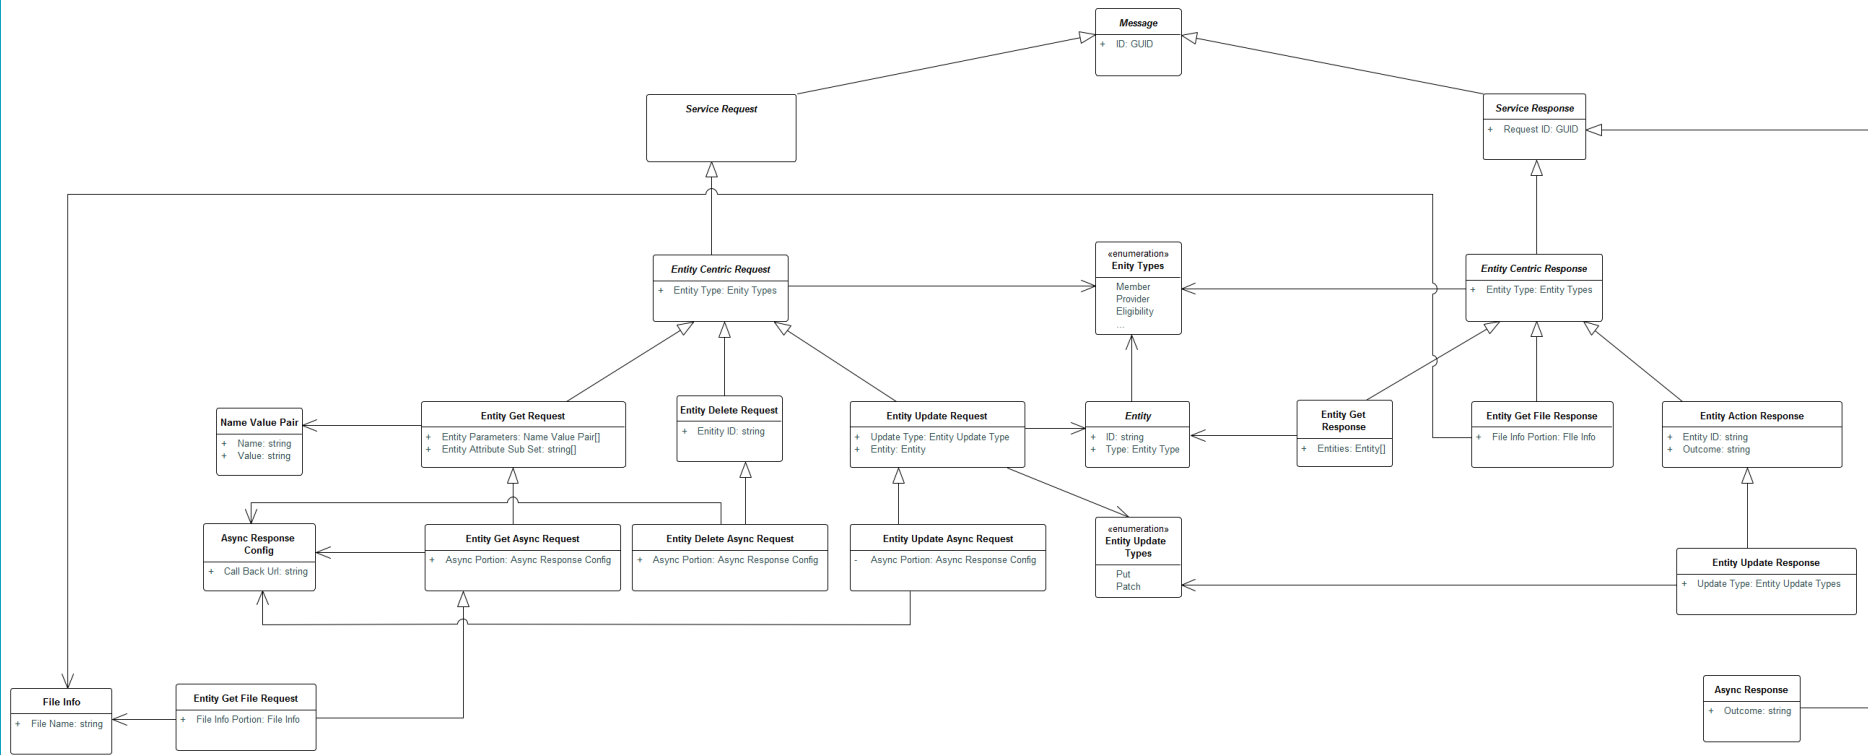 Message
+ ID: GUID
Service Request
Service Response
+ Request ID: GUID
Entity Centric Request
+ Entity Type: Enity Types
«enumeration»
Enity Types
Member
Provider
Eligibility
...
Entity Centric Response
+ Entity Type: Entity Types
Name Value Pair
+ Name: string
+ Value: string
Entity Get Request
+ Entity Parameters: Name Value Pair[]
+ Entity Attribute Sub Set: string[]
Entity Delete Request
+ Enitity ID: string
Entity Update Request
+ Update Type: Entity Update Type
+ Entity: Entity
Entity
+ ID: string
+ Type: Entity Type
Entity Get
Response
+ Entities: Entity[]
Entity Get File Response
+ File Info Portion: FIle Info
Entity Action Response
+ Entity ID: string
+ Outcome: string
Async Response
Config
+ Call Back Url: string
Entity Get Async Request
+ Async Portion: Async Response Config
Entity Delete Async Request
+ Async Portion: Async Response Config
Entity Update Async Request
- Async Portion: Async Response Config
«enumeration»
Entity Update
Types
Put
Patch
Entity Update Response
+ Update Type: Entity Update Types
File Info
+ File Name: string
Entity Get File Request
+ File Info Portion: File Info
Async Response
+ Outcome: string